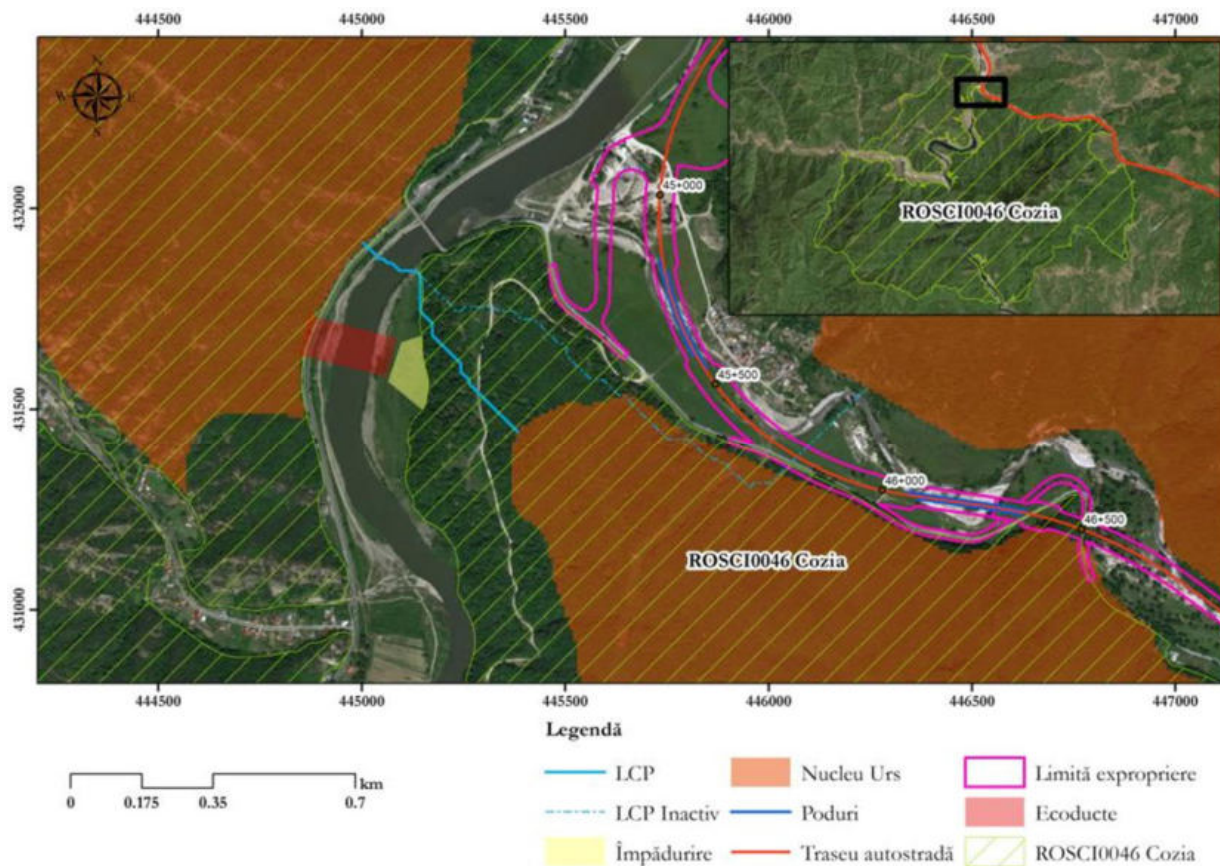 444500 445000 445500 446000 446500 447000
N
W E
S
432000
431500
431000
45+000
45+500
46+000
46+500
ROSCI0046 Cozia
ROSCI0046 Cozia
444500 445000 445500 446000 446500 447000
Legendă
km
0 0.175 0.35 0.7
LCP Nucleu Urs Limită expropriere
LCP Inactiv Poduri Ecoducte
Împădurire Traseu autostradă ROSCI0046 Cozia